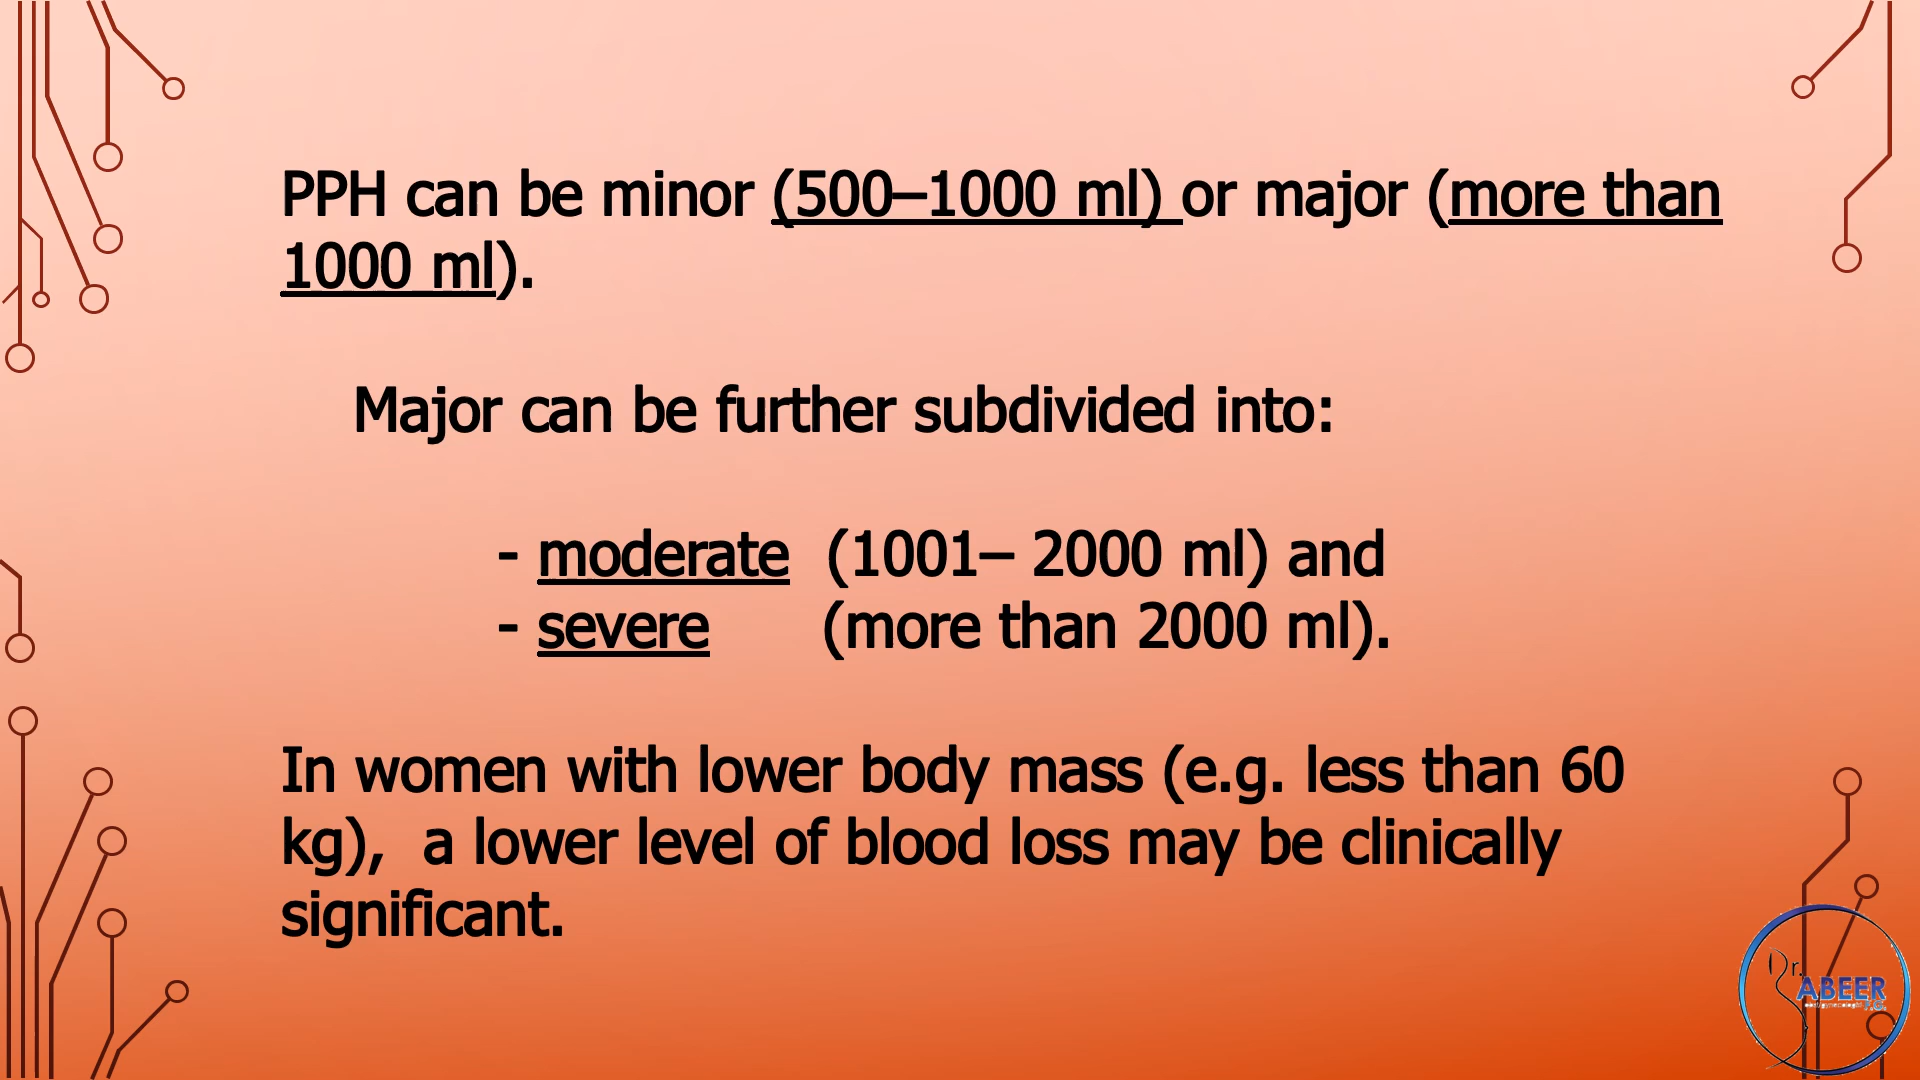 PPH can be minor (500–1000 ml) or major (more than
1000 ml).
Major can be further subdivided into:
- moderate (1001– 2000 ml) and
- severe (more than 2000 ml).
In women with lower body mass (e.g. less than 60
kg), a lower level of blood loss may be clinically
significant.
Dr.
ABEER